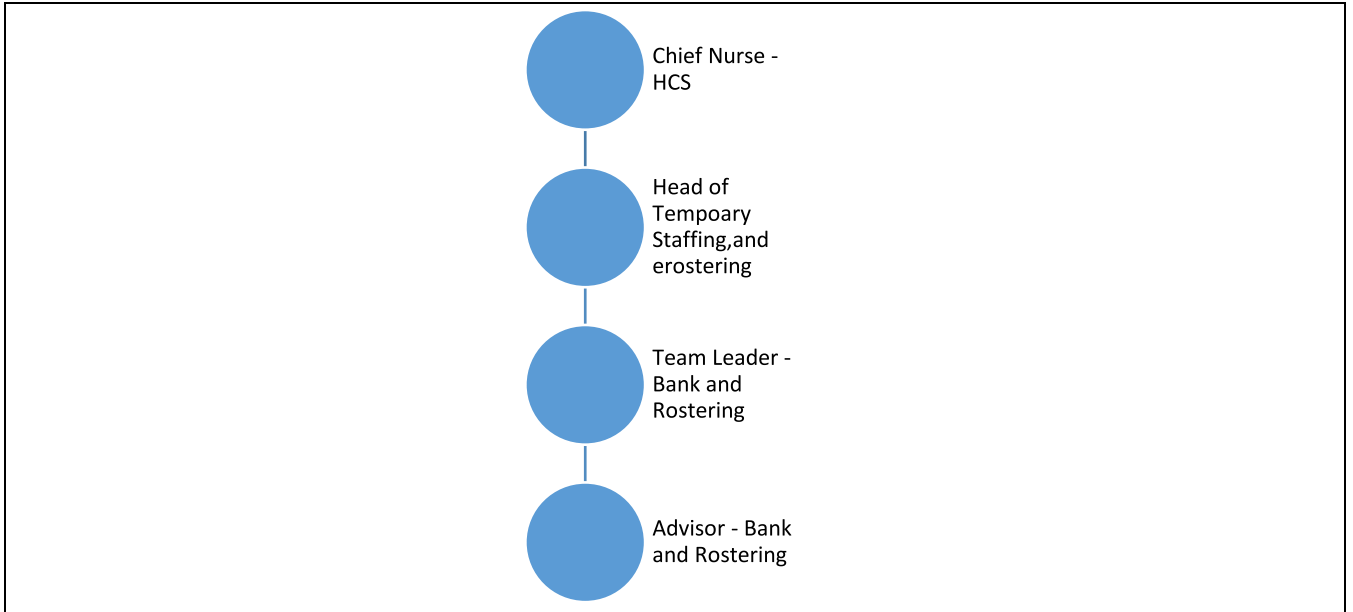 Chief Nurse -
HCS
Head of
Tempoary
Staffing,and
erostering
Team Leader -
Bank and
Rostering
Advisor - Bank
and Rostering